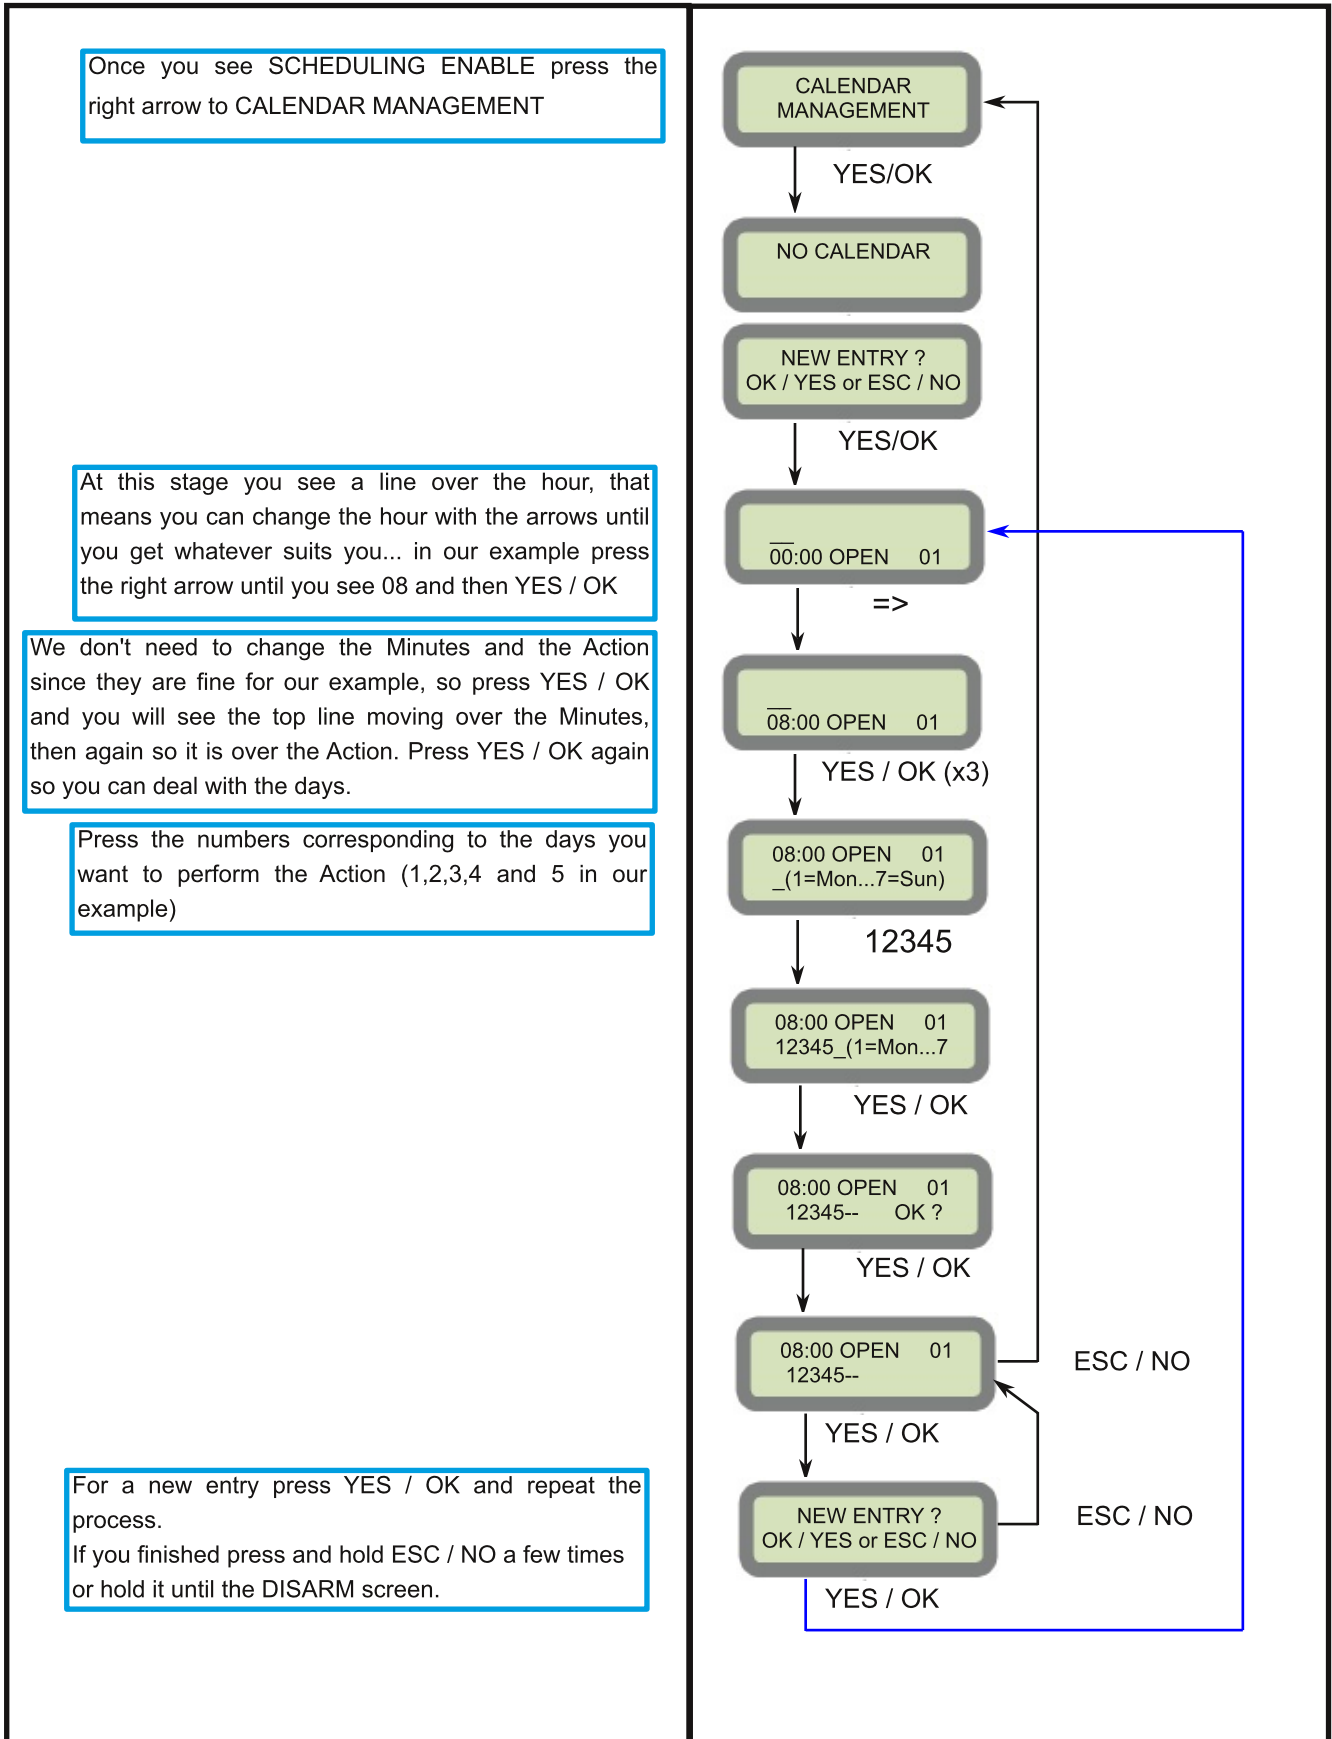 Once you see SCHEDULING ENABLE press the
right arrow to CALENDAR MANAGEMENT
CALENDAR
MANAGEMENT
YES/OK
NO CALENDAR
NEW ENTRY ?
OK / YES or ESC / NO
YES/OK
At this stage you see a line over the hour, that
means you can change the hour with the arrows until
you get whatever suits you... in our example press
the right arrow until you see 08 and then YES / OK
00:00 OPEN 01
=>
We don't need to change the Minutes and the Action
since they are fine for our example, so press YES / OK
and you will see the top line moving over the Minutes,
then again so it is over the Action. Press YES / OK again
so you can deal with the days.
08:00 OPEN 01
YES / OK (x3)
Press the numbers corresponding to the days you
want to perform the Action (1,2,3,4 and 5 in our
example)
08:00 OPEN 01
_(1=Mon...7=Sun)
12345
08:00 OPEN 01
12345_(1=Mon...7
YES / OK
08:00 OPEN 01
12345-- OK ?
YES / OK
08:00 OPEN 01
12345--
ESC / NO
YES / OK
For a new entry press YES / OK and repeat the
process.
If you finished press and hold ESC / NO a few times
or hold it until the DISARM screen.
NEW ENTRY ?
OK / YES or ESC / NO
ESC / NO
YES / OK